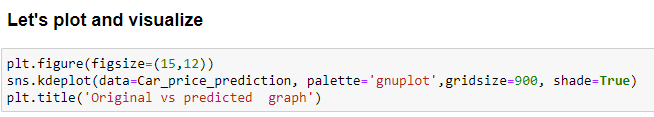 Let's plot and visualize
plt.figure(figsize=(15,12))
sns.kdeplot(data=Car_price_prediction, palette='gnuplot',gridsize=900, shade=True)
plt.title('Original vs predicted  graph')